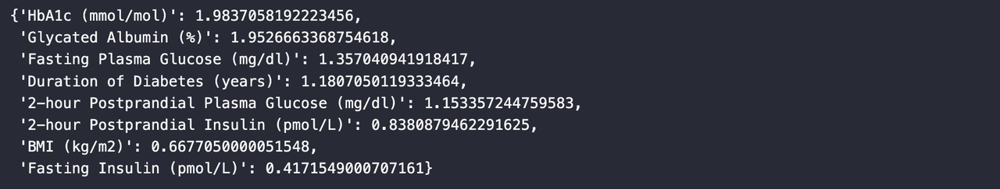 {'HbA1c (mmol/mol)': 1.9837058192223456,
'Glycated Albumin (%)': 1.9526663368754618,
'Fasting Plasma Glucose (mg/dl)': 1.357040941918417,
'Duration of Diabetes (years)': 1.1807050119333464,
'2-hour Postprandial Plasma Glucose (mg/dl)': 1.153357244759583,
'2-hour Postprandial Insulin (pmol/L)': 0.8380879462291625,
'BMI (kg/m2)': 0.6677050000051548,
'Fasting Insulin (pmol/L)': 0.4171549000707161}